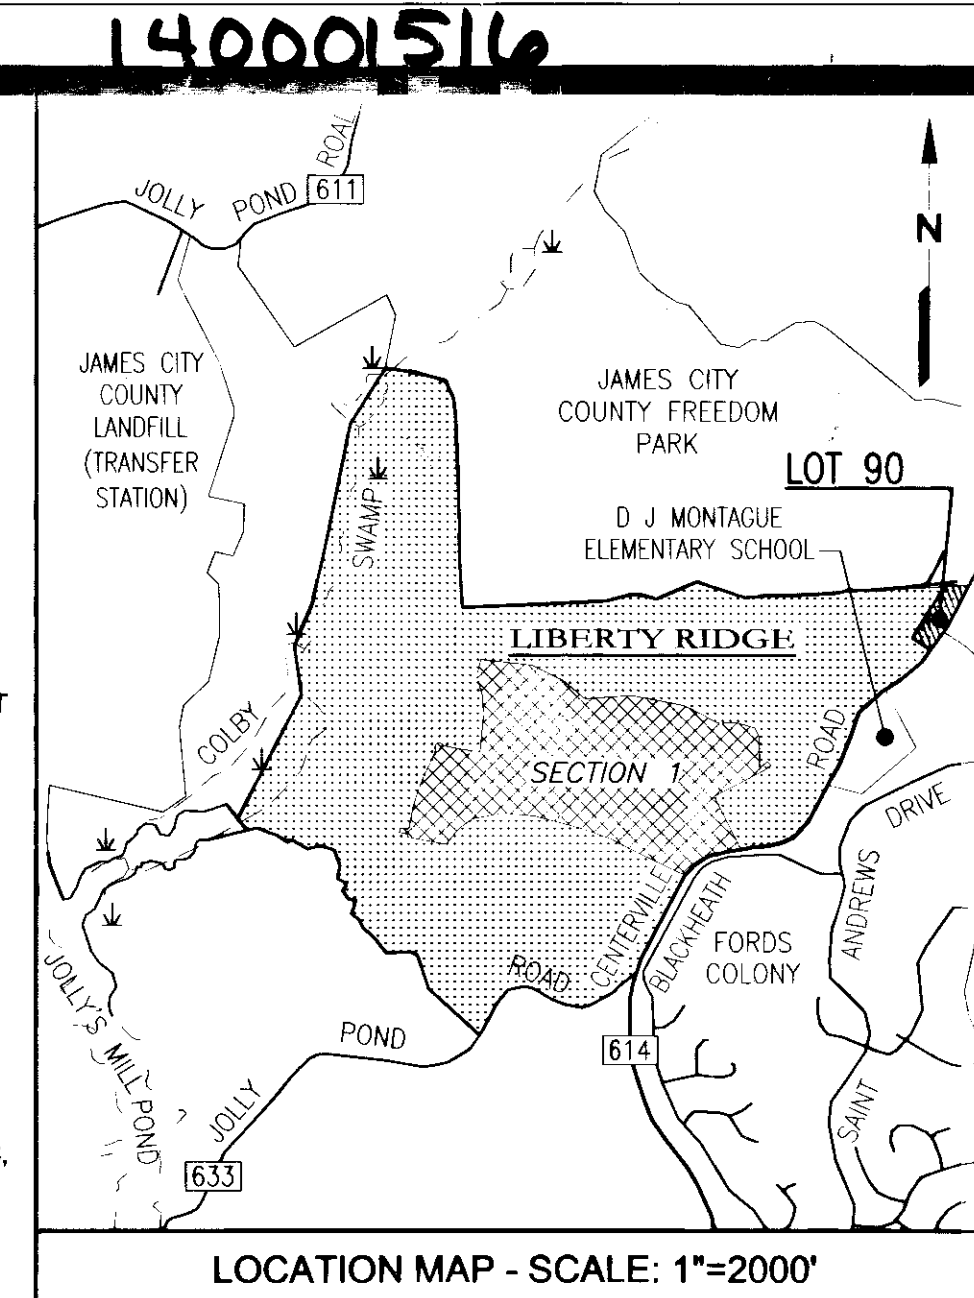 140001516
JOLLY POND ROAD
611
N
JAMES CITY
COUNTY
LANDFILL
(TRANSFER
STATION)
JAMES CITY
COUNTY FREEDOM
PARK
LOT 90
D J MONTAGUE
ELEMENTARY SCHOOL
SWAMP
LIBERTY RIDGE
COLBY
SECTION 1
ROAD
DRIVE
ANDREWS
SAINT
CENTERVILLE
BLACKHEATH
FORDS
COLONY
ROAD
POND
JOLLY
614
JOLLY'S MILL POND
633
LOCATION MAP - SCALE: 1"=2000'